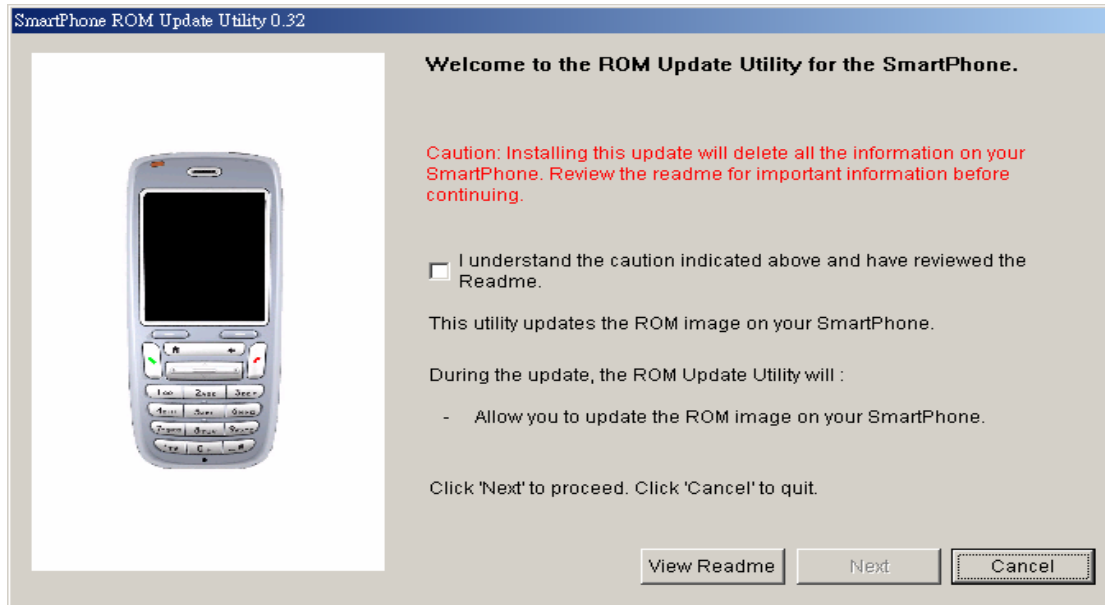 SmartPhone ROM Update Utility 0.32
Welcome to the ROM Update Utility for the SmartPhone.
Caution: Installing this update will delete all the information on your
SmartPhone. Review the readme for important information before
continuing.
I understand the caution indicated above and have reviewed the
Readme.
This utility updates the ROM image on your SmartPhone.
During the update, the ROM Update Utility will :
- Allow you to update the ROM image on your SmartPhone.
Click 'Next' to proceed. Click 'Cancel' to quit.
View Readme Next Cancel